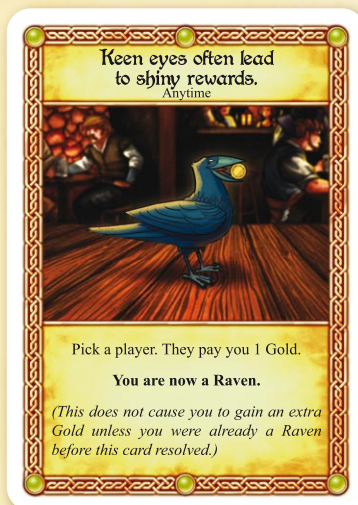 Keen eyes often lead
to shiny rewards.
Anytime
Pick a player. They pay you 1 Gold.
You are now a Raven.
(This does not cause you to gain an extra
Gold unless you were already a Raven
before this card resolved.)